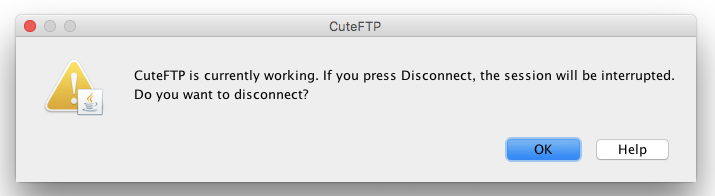 CuteFTP
CuteFTP is currently working. If you press Disconnect, the session will be interrupted.
Do you want to disconnect?
OK
Help